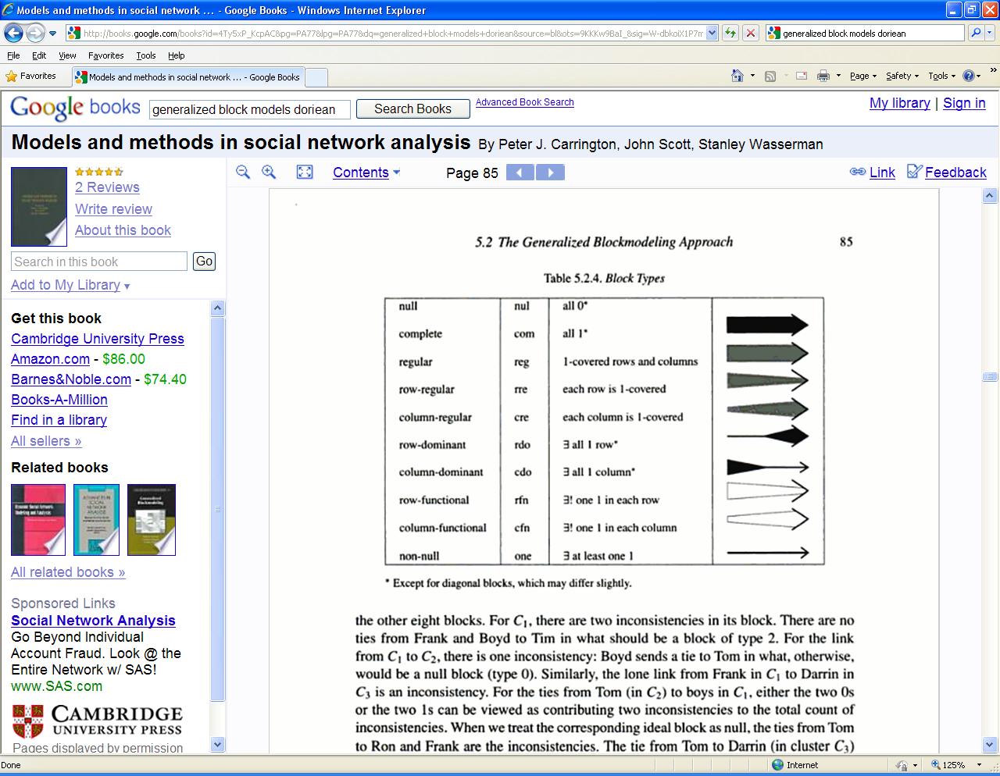 Models and methods in social network ... - Google Books - Windows Internet Explorer
http://books.google.com/books?id=4Ty5xP_KcpAC&pg=PA77&lpg=PA77&dq=generalized+block+models+doriean&source=bl&ots=9KKKw9BaI_&sig=W-dbkoiX1P7m
generalized block models doriean
File Edit View Favorites Tools Help
Favorites
Models and methods in social network ... - Google Books
Page Safety Tools
Google books
generalized block models doriean
Search Books
Advanced Book Search
My library | Sign in
Models and methods in social network analysis By Peter J. Carrington, John Scott, Stanley Wasserman
2 Reviews
Write review
About this book
Search in this book
Go
Add to My Library ▾
Get this book
Cambridge University Press
Amazon.com - $86.00
Barnes&Noble.com - $74.40
Books-A-Million
Find in a library
All sellers »
Related books
All related books »
Sponsored Links
Social Network Analysis
Go Beyond Individual
Account Fraud. Look @ the
Entire Network w/ SAS!
www.SAS.com
CAMBRIDGE
UNIVERSITY PRESS
Pages displayed by permission
Contents
Page 85
Link
Feedback
5.2 The Generalized Blockmodeling Approach 85
Table 5.2.4. Block Types
null nul all 0*
complete com all 1*
regular reg 1-covered rows and columns
row-regular rre each row is 1-covered
column-regular cre each column is 1-covered
row-dominant rdo ∃ all 1 row*
column-dominant cdo ∃ all 1 column*
row-functional rfn ∃! one 1 in each row
column-functional cfn ∃! one 1 in each column
non-null one ∃ at least one 1
* Except for diagonal blocks, which may differ slightly.
the other eight blocks. For C1, there are two inconsistencies in its block. There are no
ties from Frank and Boyd to Tim in what should be a block of type 2. For the link
from C1 to C2, there is one inconsistency: Boyd sends a tie to Tom in what, otherwise,
would be a null block (type 0). Similarly, the lone link from Frank in C1 to Darrin in
C3 is an inconsistency. For the ties from Tom (in C2) to boys in C1, either the two 0s
or the two 1s can be viewed as contributing two inconsistencies to the total count of
inconsistencies. When we treat the corresponding ideal block as null, the ties from Tom
to Ron and Frank are the inconsistencies. The tie from Tom to Darrin (in cluster C3)
Done
Internet
125%